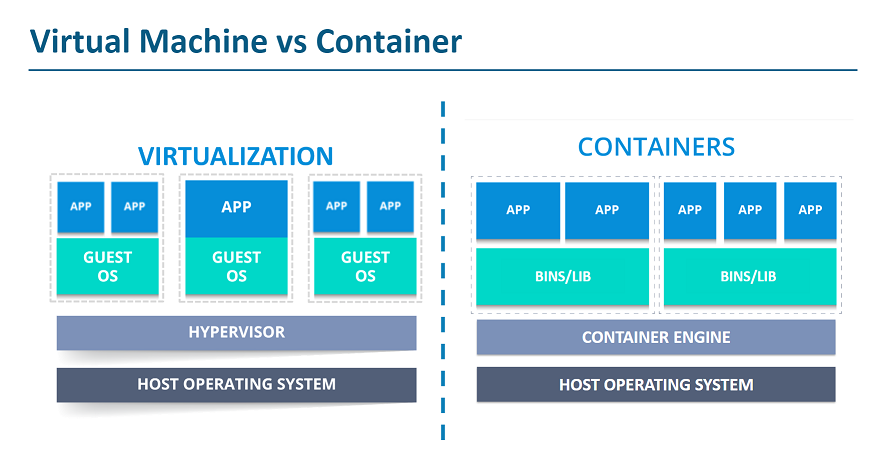 Virtual Machine vs Container
VIRTUALIZATION
APP APP APP APP APP
GUEST OS GUEST OS GUEST OS
HYPERVISOR
HOST OPERATING SYSTEM
CONTAINERS
APP APP APP APP APP
BINS/LIB BINS/LIB
CONTAINER ENGINE
HOST OPERATING SYSTEM